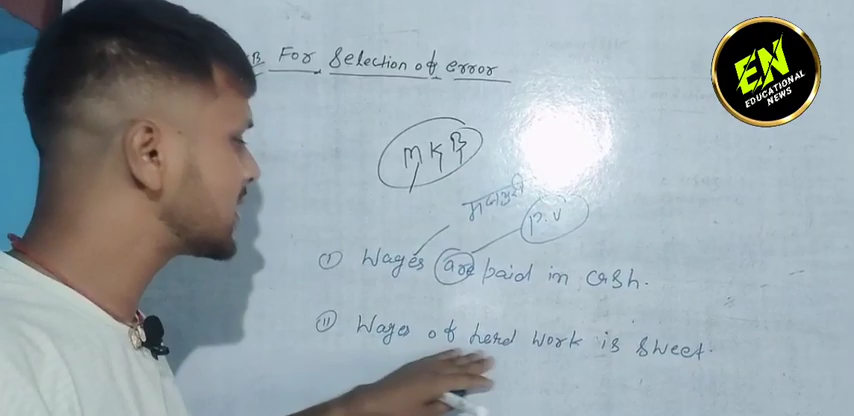 For Selection of error
MKB
मजदूरी
P.V
(I) Wages are paid in cash.
(II) Wages of herd work is sweet.
EN
EDUCATIONAL
NEWS